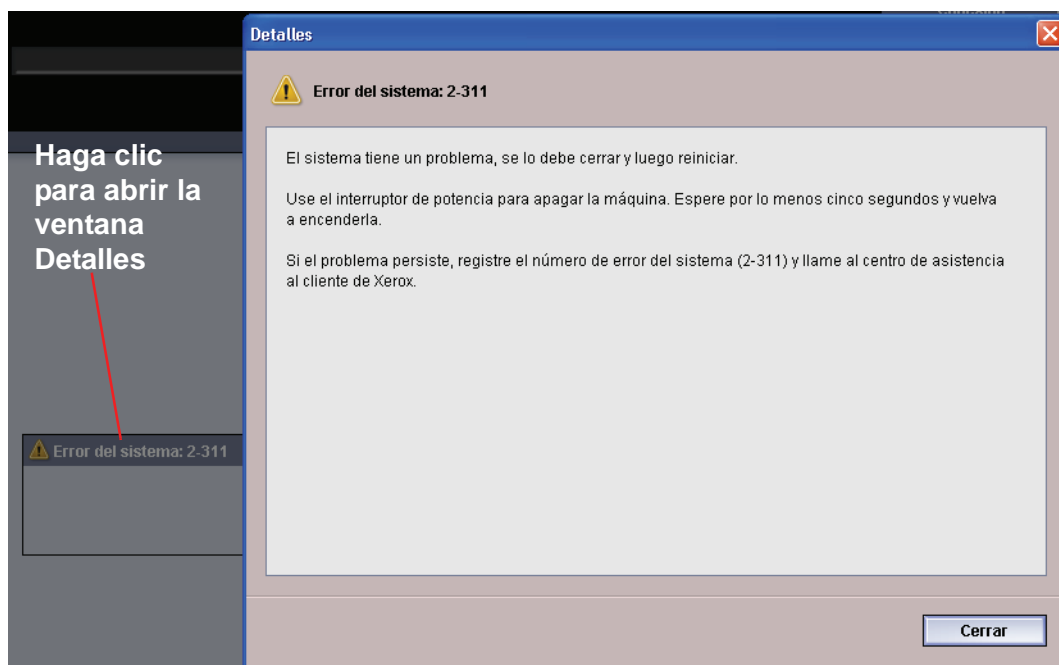 Detalles
Error del sistema: 2-311
El sistema tiene un problema, se lo debe cerrar y luego reiniciar.
Use el interruptor de potencia para apagar la máquina. Espere por lo menos cinco segundos y vuelva
a encenderla.
Si el problema persiste, registre el número de error del sistema (2-311) y llame al centro de asistencia
al cliente de Xerox.
Haga clic
para abrir la
ventana
Detalles
Error del sistema: 2-311
Cerrar